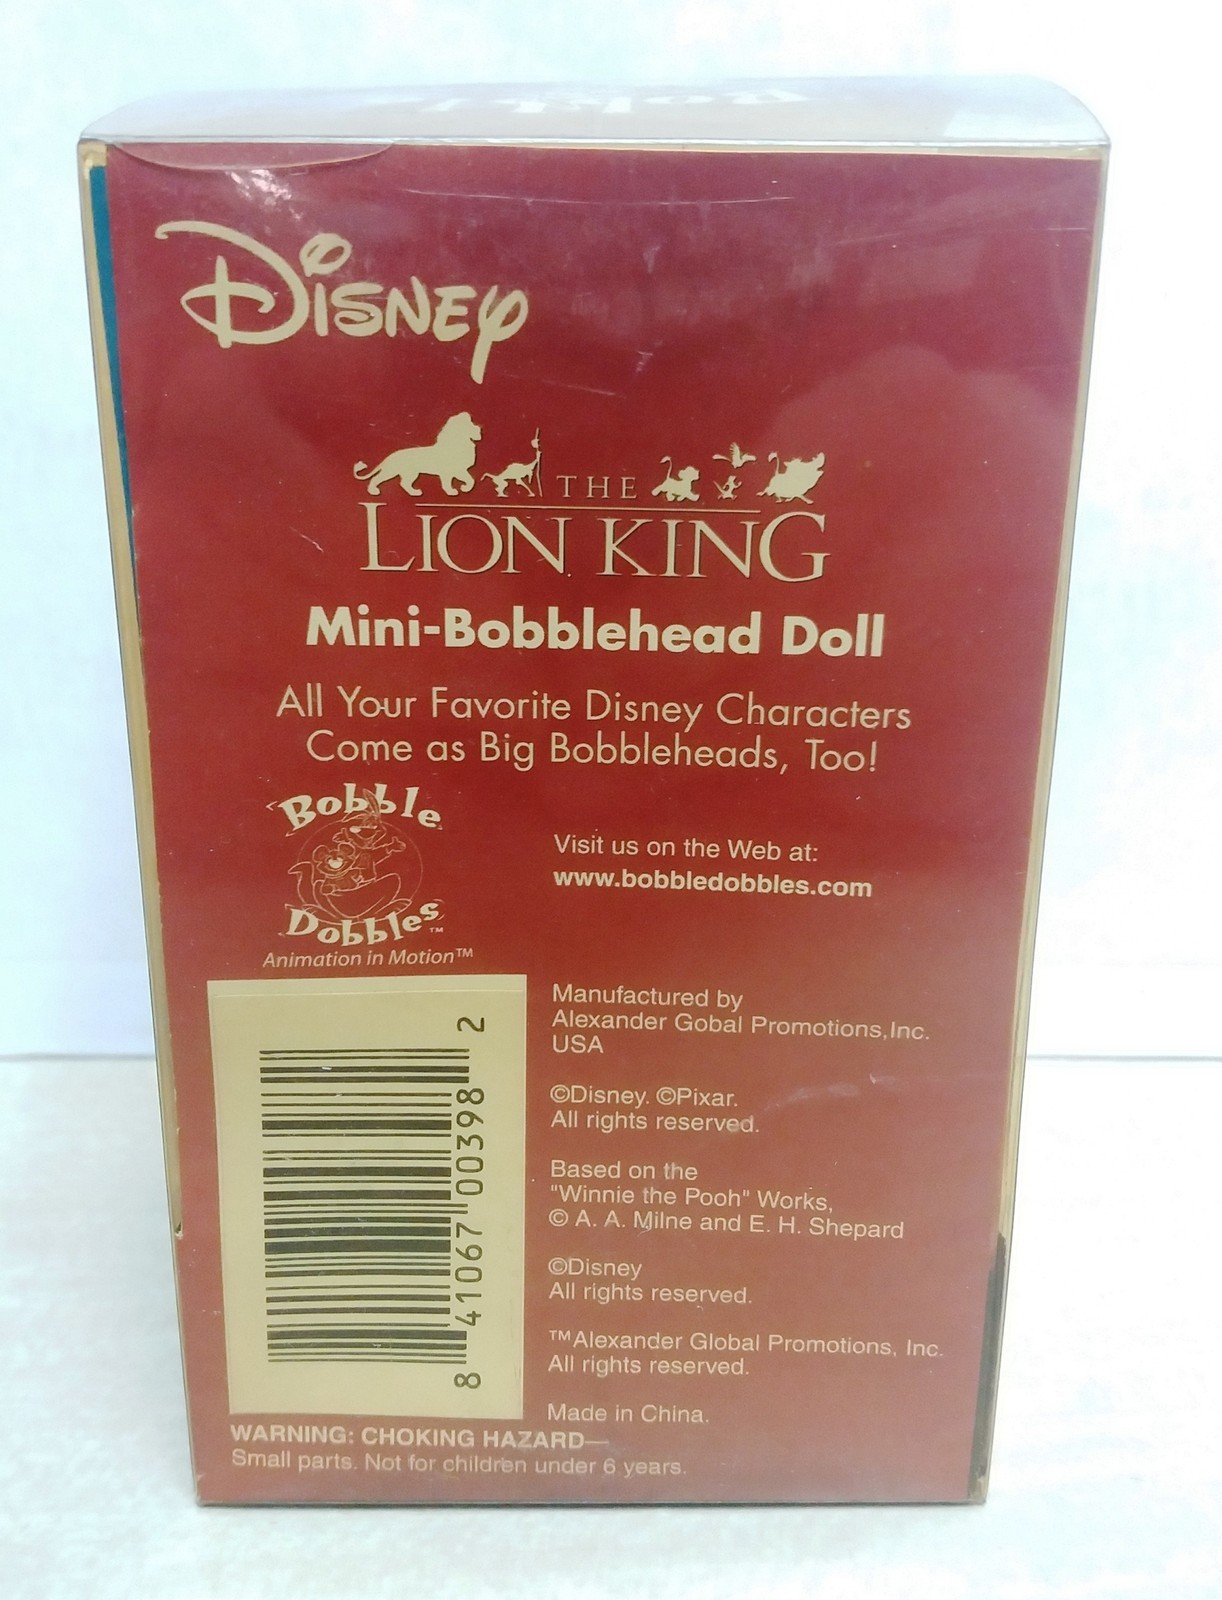 Disney
THE
LION KING
Mini-Bobblehead Doll
All Your Favorite Disney Characters
Come as Big Bobbleheads, Too!
Bobble
Dobbles™
Animation in Motion™
Visit us on the Web at:
www.bobbledobbles.com
Manufactured by
Alexander Gobal Promotions,Inc.
USA
©Disney. ©Pixar.
All rights reserved.
Based on the
"Winnie the Pooh" Works,
© A. A. Milne and E. H. Shepard
©Disney
All rights reserved.
™Alexander Global Promotions, Inc.
All rights reserved.
Made in China.
8 41067 00398 2
WARNING: CHOKING HAZARD—
Small parts. Not for children under 6 years.